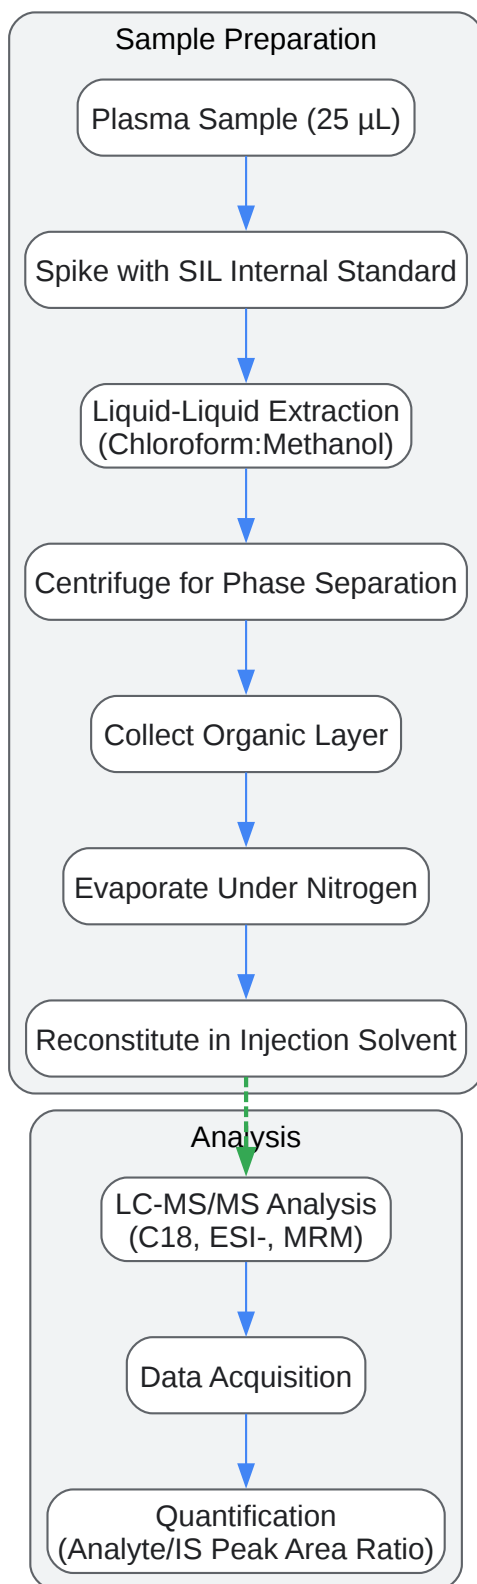 Sample Preparation
Plasma Sample (25 µL)
Spike with SIL Internal Standard
Liquid-Liquid Extraction
(Chloroform:Methanol)
Centrifuge for Phase Separation
Collect Organic Layer
Evaporate Under Nitrogen
Reconstitute in Injection Solvent
Analysis
LC-MS/MS Analysis
(C18, ESI-, MRM)
Data Acquisition
Quantification
(Analyte/IS Peak Area Ratio)